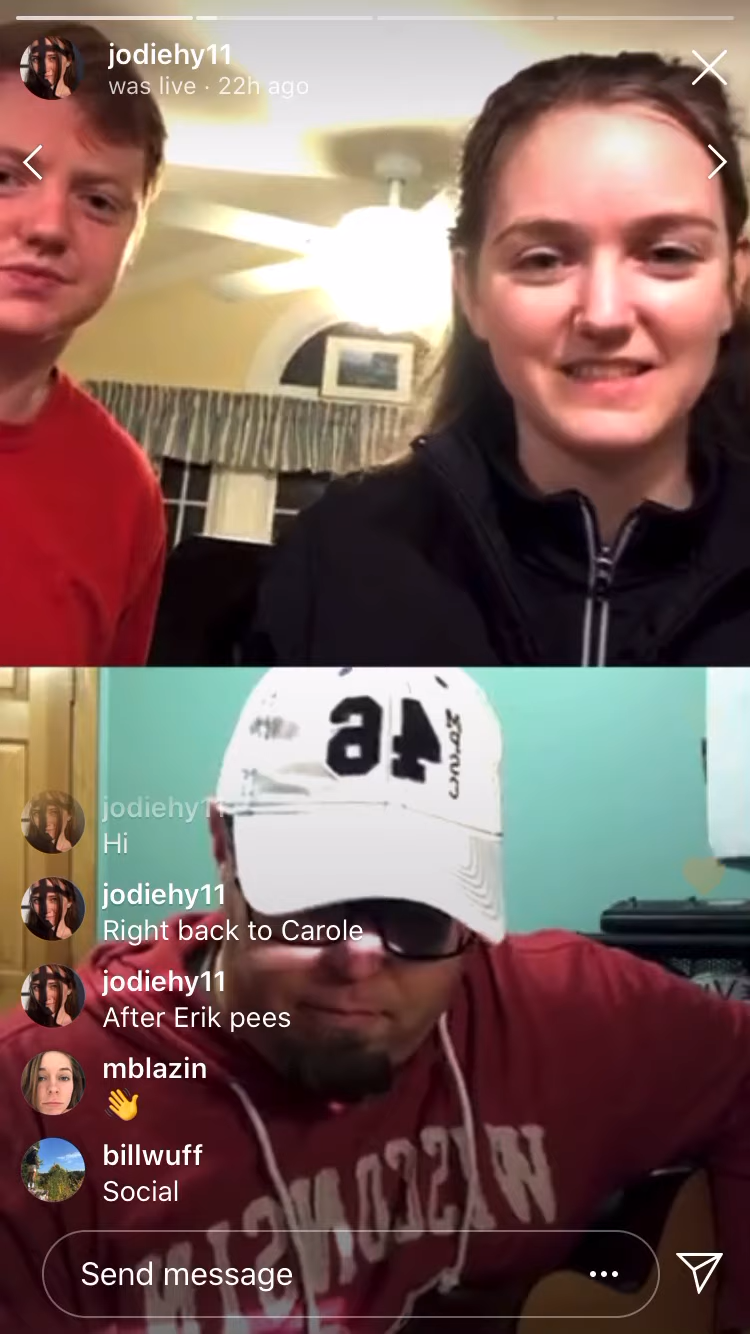 jodiehy11
was live · 22h ago
46
jodiehy11
Hi
jodiehy11
Right back to Carole
jodiehy11
After Erik pees
mblazin
👋
billwuff
Social
WISCONSIN
Send message